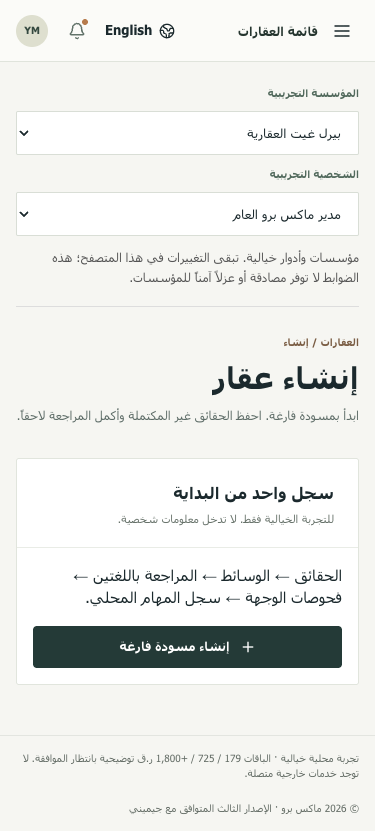 قائمة العقارات
English
YM
المؤسسة التجريبية
بيرل غيت العقارية
الشخصية التجريبية
مدير ماكس برو العام
مؤسسات وأدوار خيالية. تبقى التغييرات في هذا المتصفح؛ هذه
الضوابط لا توفر مصادقة أو عزلاً آمناً للمؤسسات.
العقارات / إنشاء
إنشاء عقار
ابدأ بمسودة فارغة. احفظ الحقائق غير المكتملة وأكمل المراجعة لاحقاً.
سجل واحد من البداية
للتجربة الخيالية فقط. لا تدخل معلومات شخصية.
الحقائق ← الوسائط ← المراجعة باللغتين ←
فحوصات الوجهة ← سجل المهام المحلي.
+ إنشاء مسودة فارغة
تجربة محلية خيالية · الباقات 179 / 725 / +1,800 ر.ق توضيحية بانتظار الموافقة. لا
توجد خدمات خارجية متصلة.
© 2026 ماكس برو · الإصدار الثالث المتوافق مع جيميني